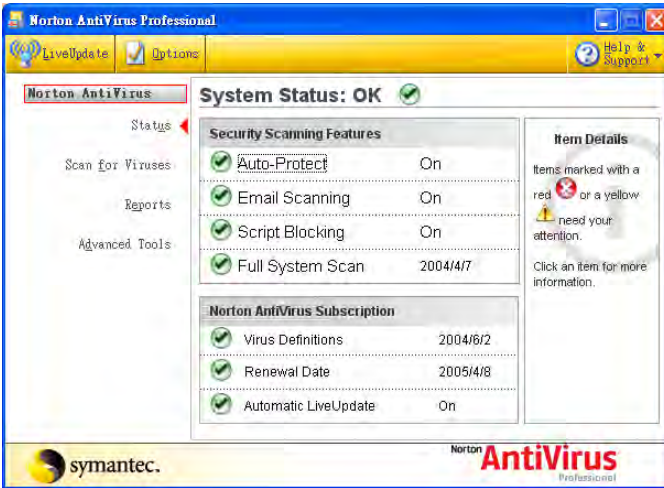 Norton AntiVirus Professional
LiveUpdate
Options
Help & Support
Norton AntiVirus
Status
Scan for Viruses
Reports
Advanced Tools
System Status: OK
Security Scanning Features
Auto-Protect On
Email Scanning On
Script Blocking On
Full System Scan 2004/4/7
Norton AntiVirus Subscription
Virus Definitions 2004/6/2
Renewal Date 2005/4/8
Automatic LiveUpdate On
Item Details
Items marked with a
red or a yellow
need your
attention.
Click an item for more
information.
symantec.
Norton AntiVirus
Professional